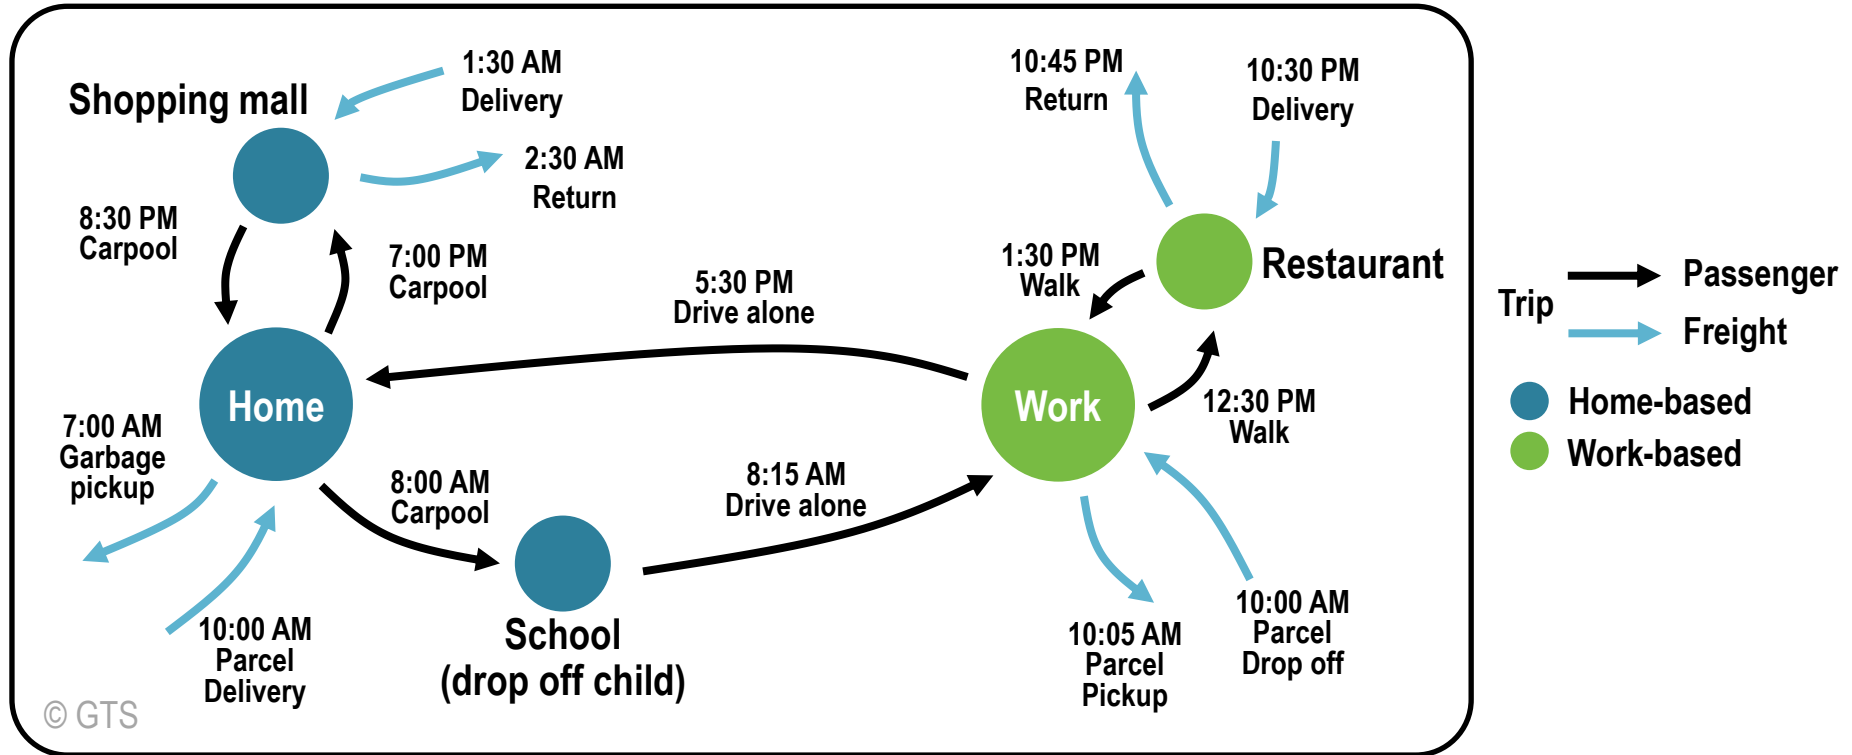 Shopping mall
1:30 AM
Delivery
2:30 AM
Return
8:30 PM
Carpool
7:00 PM
Carpool
10:45 PM
Return
10:30 PM
Delivery
1:30 PM
Walk
Restaurant
5:30 PM
Drive alone
Home
Work
12:30 PM
Walk
7:00 AM
Garbage
pickup
8:00 AM
Carpool
8:15 AM
Drive alone
10:00 AM
Parcel
Delivery
School
(drop off child)
10:05 AM
Parcel
Pickup
10:00 AM
Parcel
Drop off
© GTS
Trip
Passenger
Freight
Home-based
Work-based